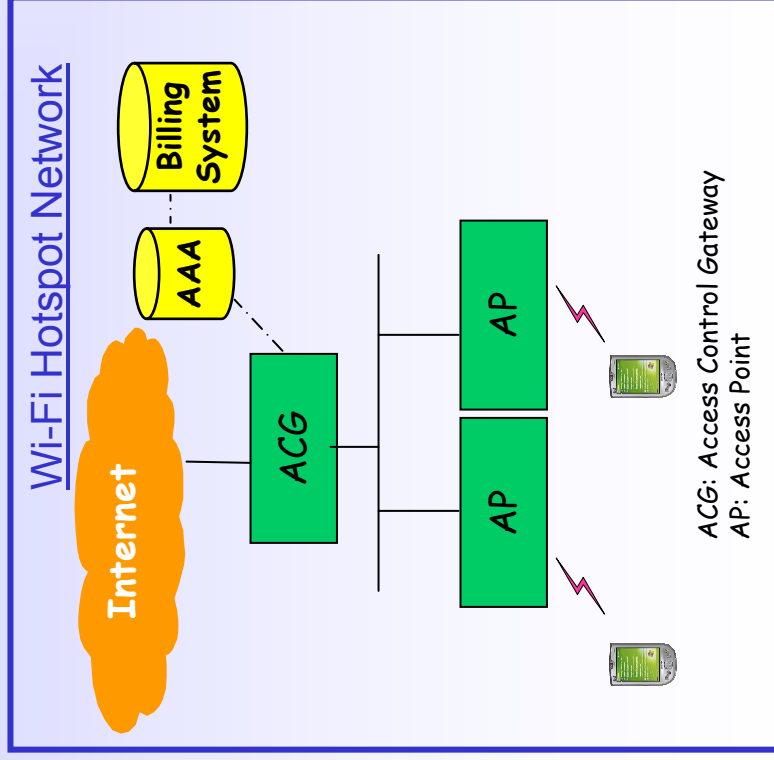 Wi-Fi Hotspot Network
Internet
AAA
Billing
System
ACG
AP
AP
ACG: Access Control Gateway
AP: Access Point